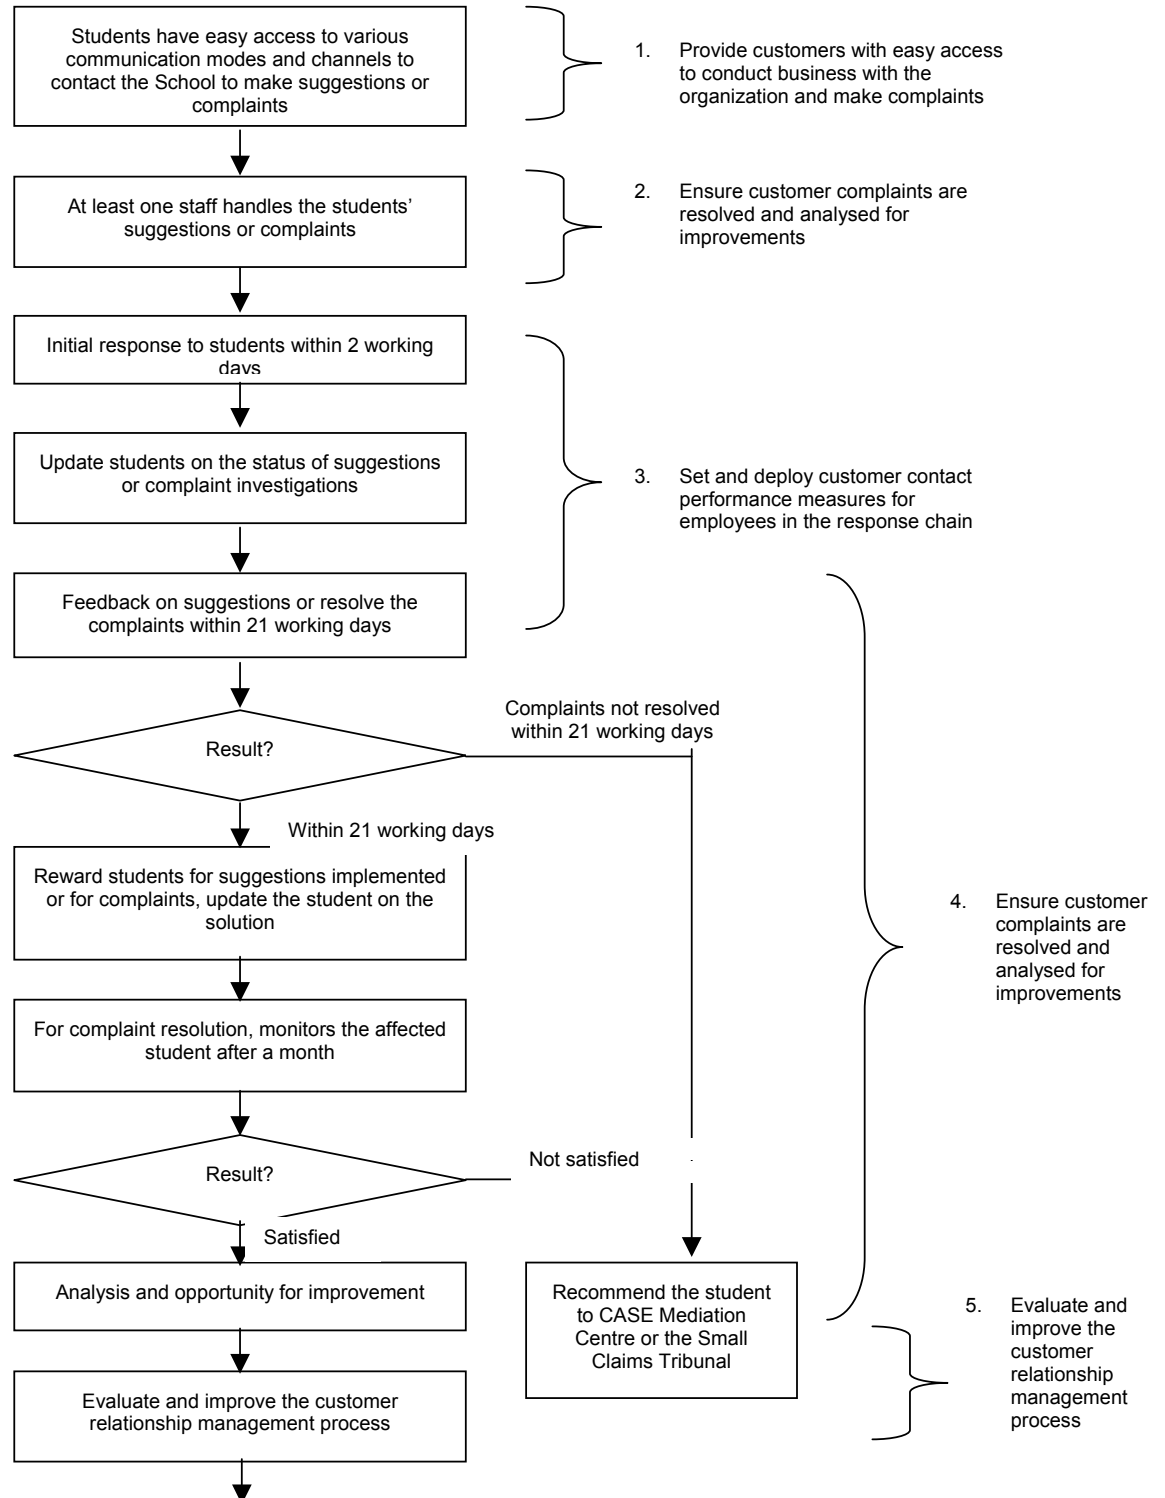 Students have easy access to various
communication modes and channels to
contact the School to make suggestions or
complaints
1. Provide customers with easy access
to conduct business with the
organization and make complaints
At least one staff handles the students’
suggestions or complaints
2. Ensure customer complaints are
resolved and analysed for
improvements
Initial response to students within 2 working
days
Update students on the status of suggestions
or complaint investigations
3. Set and deploy customer contact
performance measures for
employees in the response chain
Feedback on suggestions or resolve the
complaints within 21 working days
Result?
Complaints not resolved
within 21 working days
Within 21 working days
Reward students for suggestions implemented
or for complaints, update the student on the
solution
4. Ensure customer
complaints are
resolved and
analysed for
improvements
For complaint resolution, monitors the affected
student after a month
Result?
Not satisfied
Satisfied
Analysis and opportunity for improvement
Recommend the student
to CASE Mediation
Centre or the Small
Claims Tribunal
5. Evaluate and
improve the
customer
relationship
management
process
Evaluate and improve the customer
relationship management process